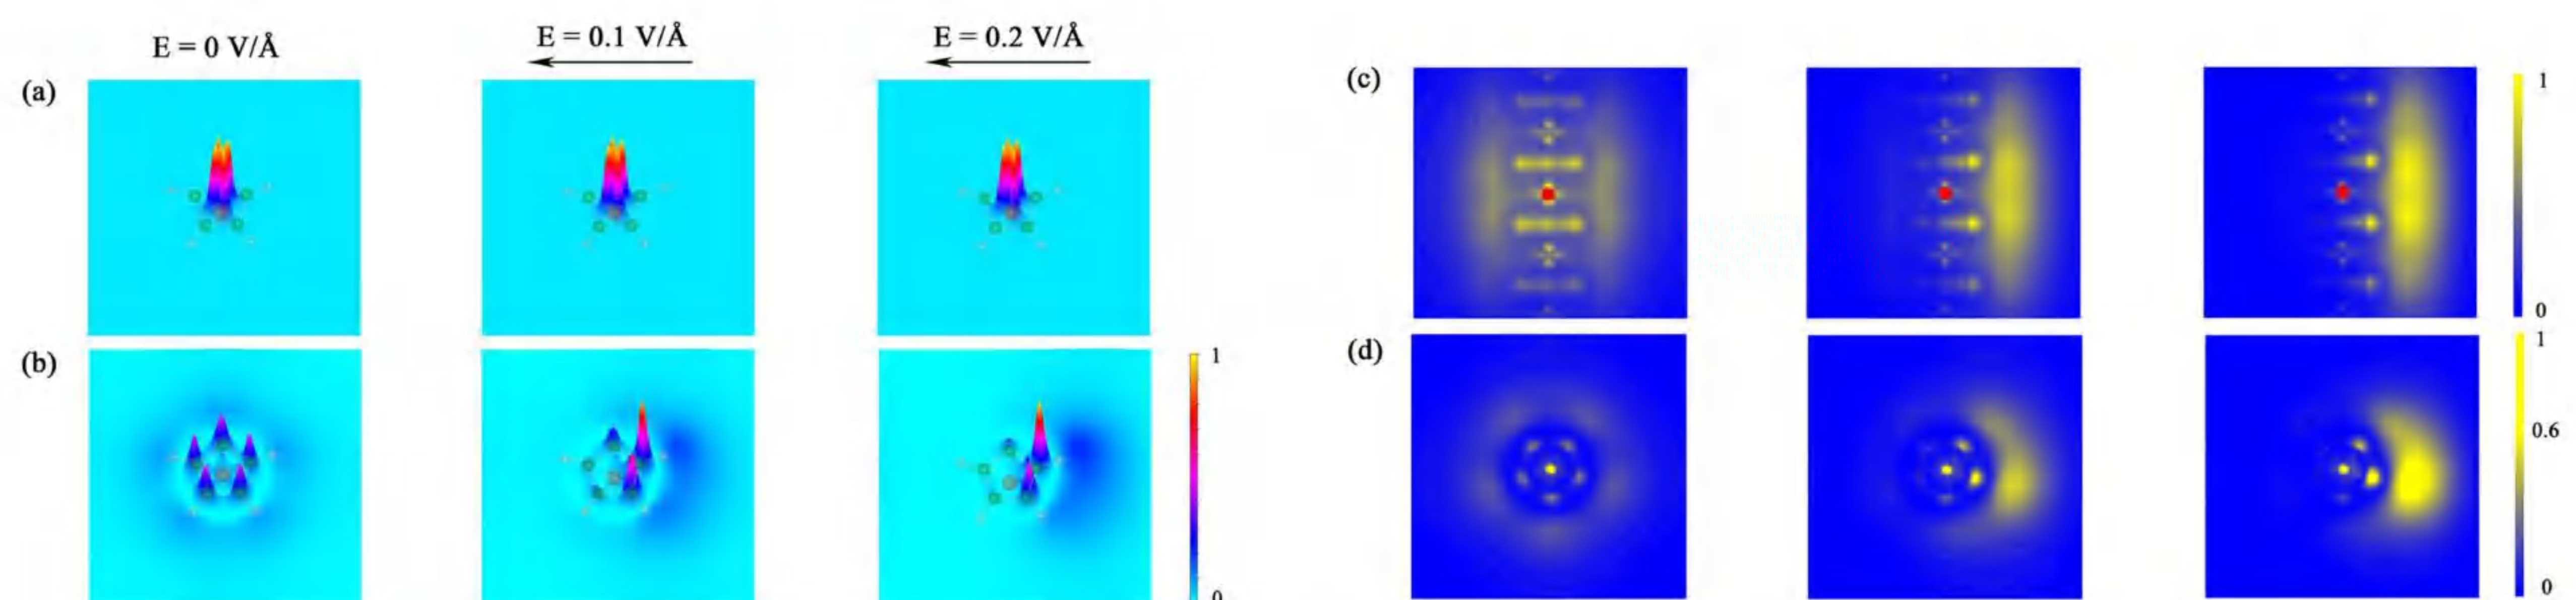 E = 0 V/Å
E = 0.1 V/Å
E = 0.2 V/Å
(a)
(c)
1
0
(b)
1
0
(d)
1
0.6
0